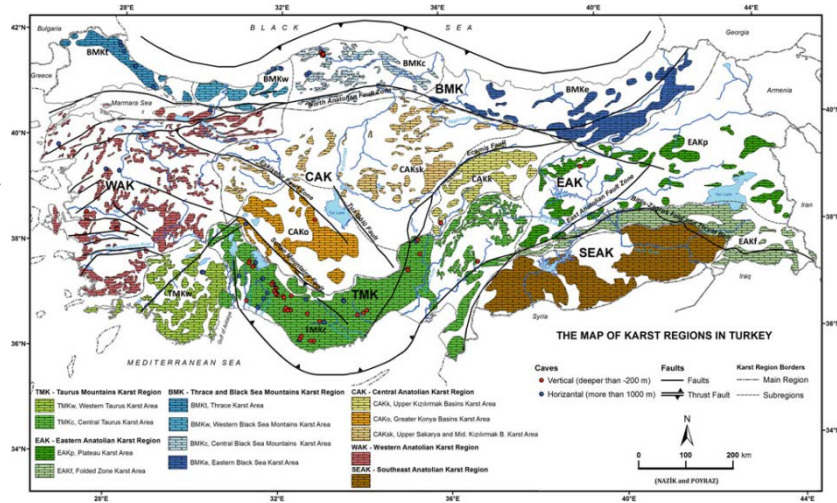 28°E
32°E
36°E
40°E
44°E
42°N
Bulgaria
BLACK SEA
Georgia
BMKt
BMKw
BMKc
Greece
BMK
BMKe
Armenia
Marmara Sea
North Anatolian Fault Zone
40°N
Ecemis Fault
EAKp
CAK
CAKsk
WAK
CAKk
EAK
East Anatolian Fault Zone
Iran
38°N
CAKo
EAKf
SEAK
Iraq
TMKw
TMK
TMKc
Syria
36°N
THE MAP OF KARST REGIONS IN TURKEY
MEDITERRANEAN SEA
Caves
Faults
Karst Region Borders
Vertical (deeper than -200 m)
Faults
Main Region
Horizantal (more than 1000 m)
Thrust Fault
Subregions
TMK - Taurus Mountains Karst Region
TMKw, Western Taurus Karst Area
TMKc, Central Taurus Karst Area
EAK - Eastern Anatolian Karst Region
EAKp, Plateau Karst Area
EAKf, Folded Zone Karst Area
BMK - Thrace and Black Sea Mountains Karst Region
BMKt, Thrace Karst Area
BMKw, Western Black Sea Montains Karst Area
BMKc, Central Black Sea Mountains Karst Area
BMKe, Eastern Black Sea Karst Area
CAK - Central Anatolian Karst Region
CAKk, Upper Kızılırmak Basins Karst Area
CAKo, Greater Konya Basins Karst Area
CAKsk, Upper Sakarya and Mid. Kızılırmak B. Karst Area
WAK - Western Anatolian Karst Region
SEAK - Southeast Anatolian Karst Region
N
(NAZİK and POYRAZ)
34°N
28°E
32°E
36°E
40°E
44°E